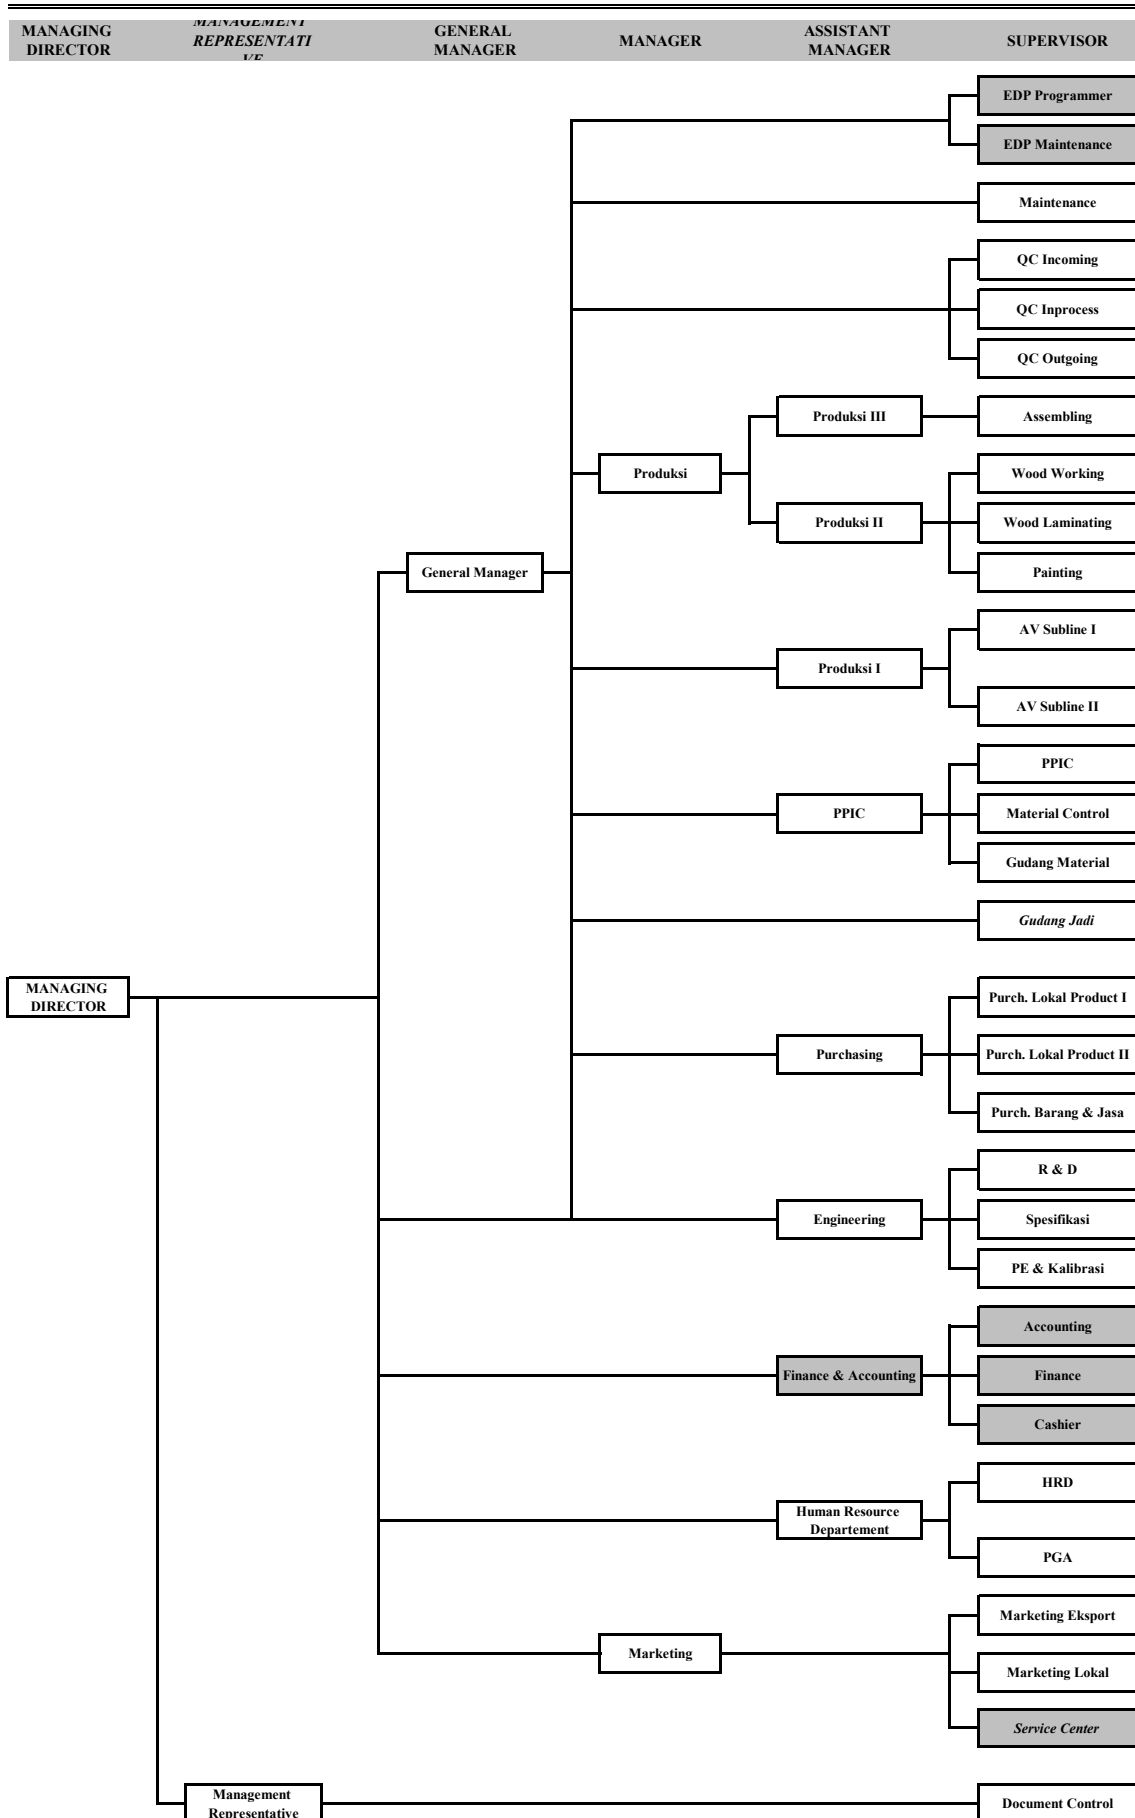 MANAGING
DIRECTOR
MANAGEMENT
REPRESENTATI
VE
GENERAL
MANAGER
MANAGER
ASSISTANT
MANAGER
SUPERVISOR
EDP Programmer
EDP Maintenance
Maintenance
QC Incoming
QC Inprocess
QC Outgoing
Produksi III
Assembling
Produksi
Wood Working
Produksi II
Wood Laminating
General Manager
Painting
AV Subline I
Produksi I
AV Subline II
PPIC
PPIC
Material Control
Gudang Material
Gudang Jadi
MANAGING
DIRECTOR
Purch. Lokal Product I
Purchasing
Purch. Lokal Product II
Purch. Barang & Jasa
R & D
Engineering
Spesifikasi
PE & Kalibrasi
Accounting
Finance & Accounting
Finance
Cashier
HRD
Human Resource
Departement
PGA
Marketing Eksport
Marketing
Marketing Lokal
Service Center
Management
Representative
Document Control